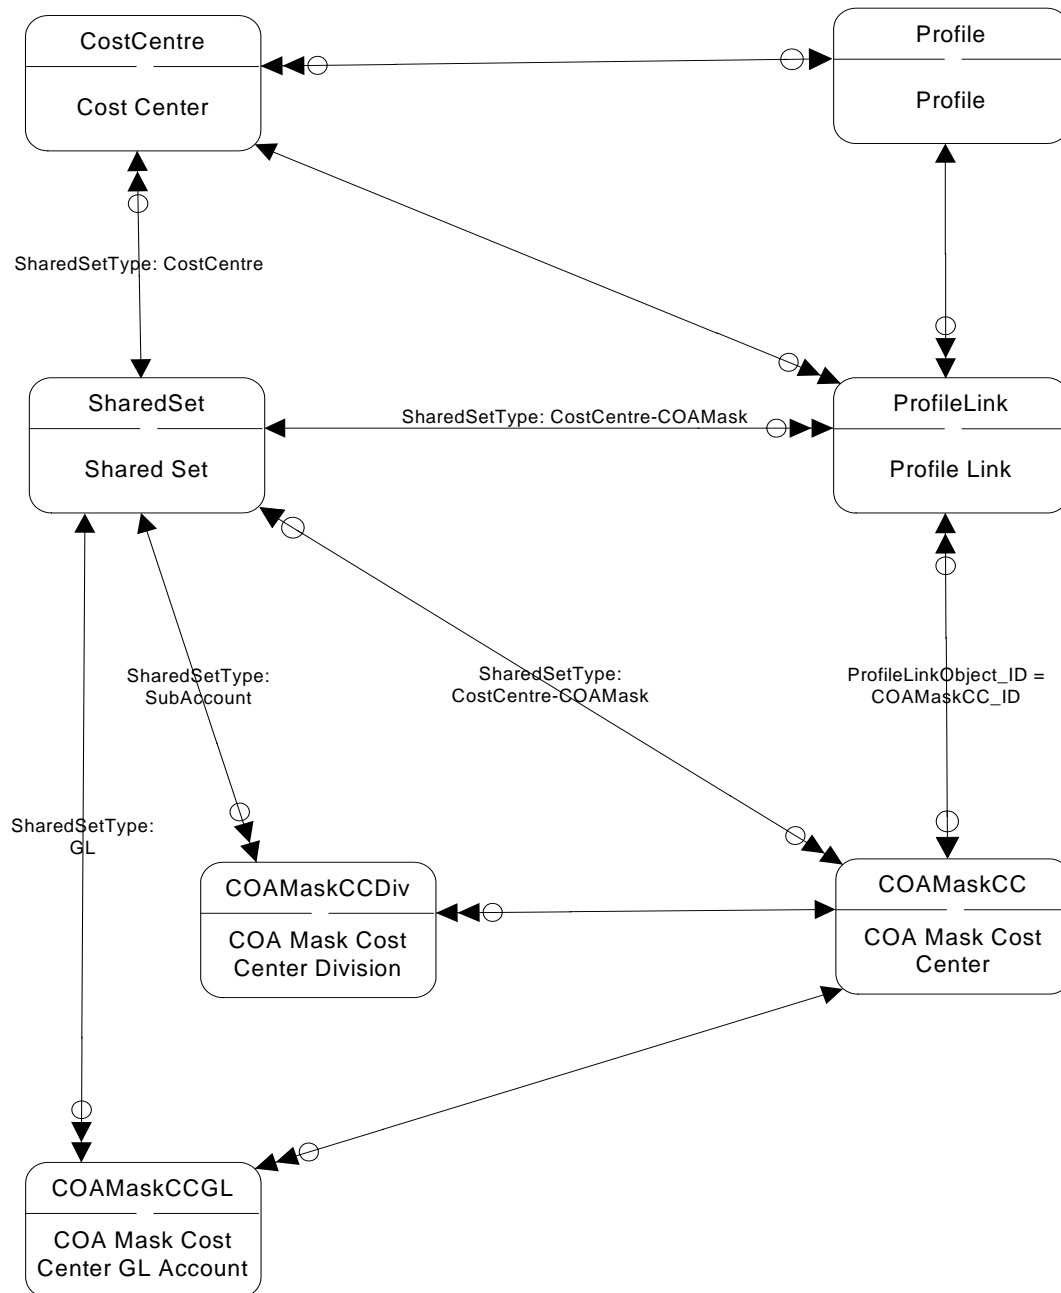 CostCentre
Cost Center
Profile
Profile
SharedSetType: CostCentre
SharedSet
Shared Set
SharedSetType: CostCentre-COAMask
ProfileLink
Profile Link
SharedSetType:
SubAccount
SharedSetType:
CostCentre-COAMask
ProfileLinkObject_ID =
COAMaskCC_ID
SharedSetType:
GL
COAMaskCCDiv
COA Mask Cost
Center Division
COAMaskCC
COA Mask Cost
Center
COAMaskCCGL
COA Mask Cost
Center GL Account